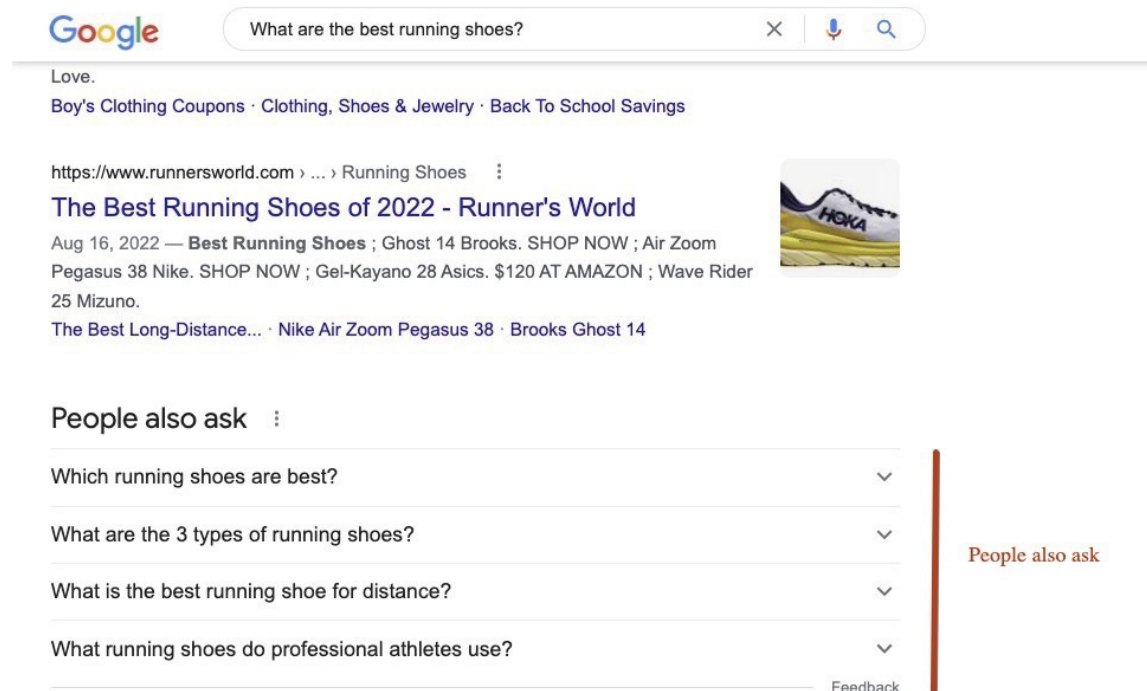 Google
What are the best running shoes?
Love.
Boy's Clothing Coupons · Clothing, Shoes & Jewelry · Back To School Savings
https://www.runnersworld.com › ... › Running Shoes
The Best Running Shoes of 2022 - Runner's World
HOKA
Aug 16, 2022 — Best Running Shoes ; Ghost 14 Brooks. SHOP NOW ; Air Zoom
Pegasus 38 Nike. SHOP NOW ; Gel-Kayano 28 Asics. $120 AT AMAZON ; Wave Rider
25 Mizuno.
The Best Long-Distance... · Nike Air Zoom Pegasus 38 · Brooks Ghost 14
People also ask
Which running shoes are best?
What are the 3 types of running shoes?
What is the best running shoe for distance?
What running shoes do professional athletes use?
Feedback
People also ask